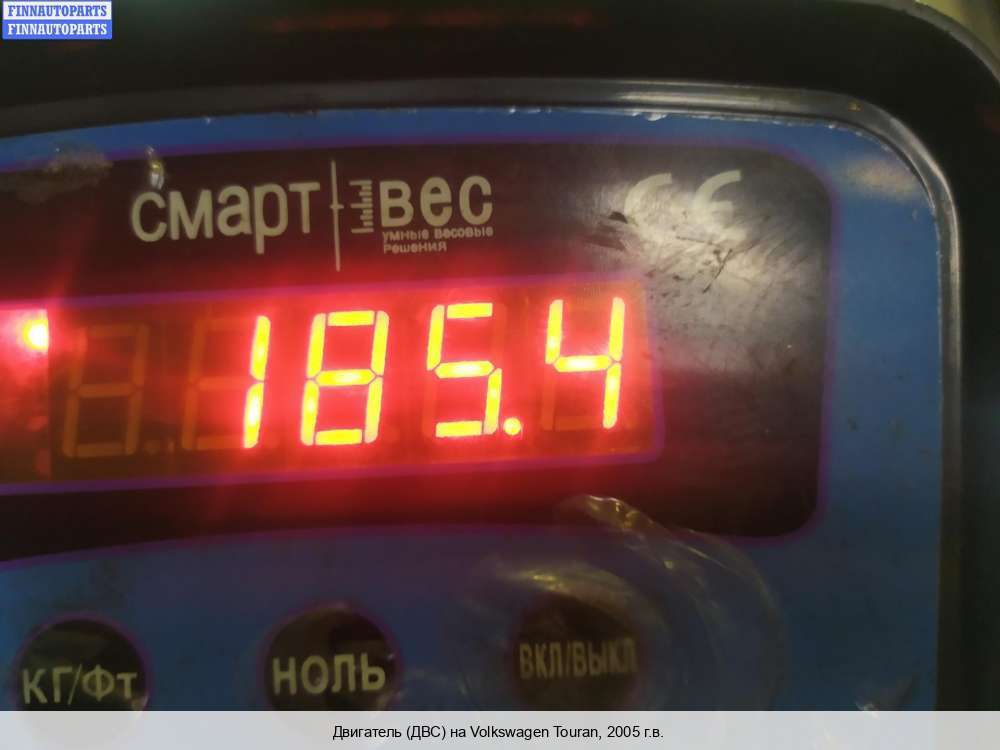 FINNAUTOPARTS
FINNAUTOPARTS
смарт вес
умные весовые
решения
CE
185.4
КГ/Фт
НОЛЬ
ВКЛ/ВЫКЛ
Двигатель (ДВС) на Volkswagen Touran, 2005 г.в.